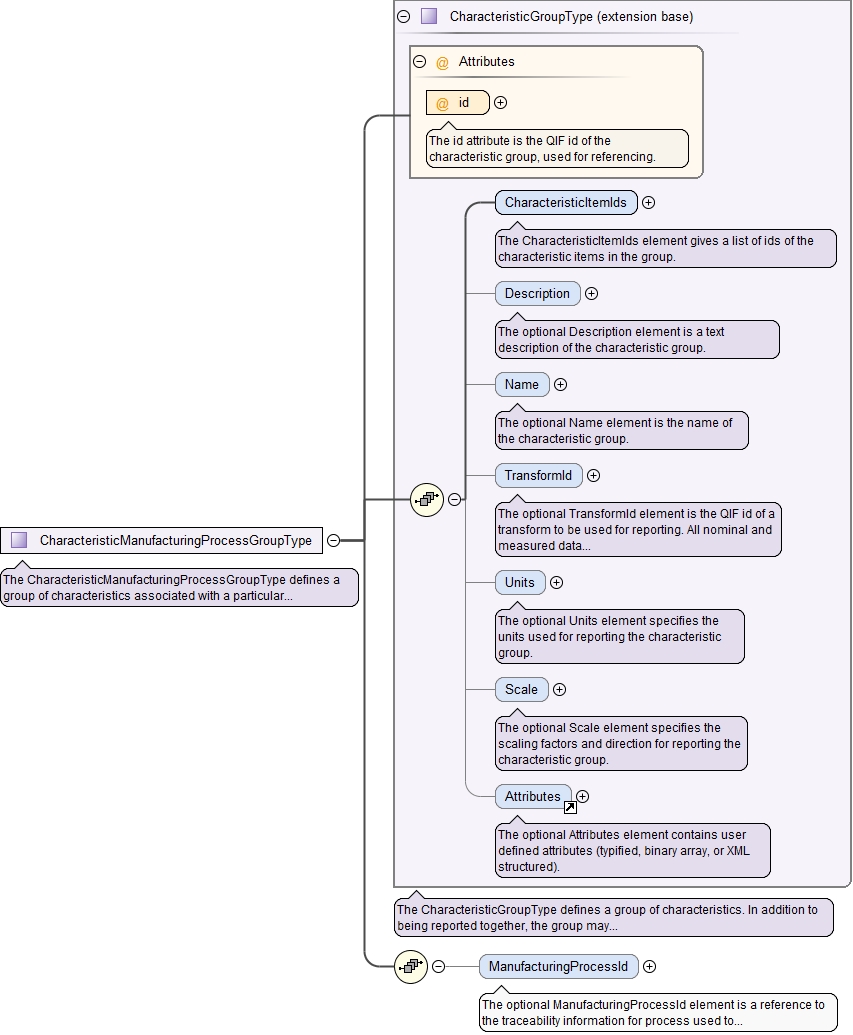 CharacteristicGroupType (extension base)
@ Attributes
@ id
The id attribute is the QIF id of the
characteristic group, used for referencing.
CharacteristicItemIds
The CharacteristicItemIds element gives a list of ids of the
characteristic items in the group.
Description
The optional Description element is a text
description of the characteristic group.
Name
The optional Name element is the name of
the characteristic group.
TransformId
The optional TransformId element is the QIF id of a
transform to be used for reporting. All nominal and
measured data...
CharacteristicManufacturingProcessGroupType
The CharacteristicManufacturingProcessGroupType defines a
group of characteristics associated with a particular...
Units
The optional Units element specifies the
units used for reporting the characteristic
group.
Scale
The optional Scale element specifies the
scaling factors and direction for reporting the
characteristic group.
Attributes
The optional Attributes element contains user
defined attributes (typified, binary array, or XML
structured).
The CharacteristicGroupType defines a group of characteristics. In addition to
being reported together, the group may...
ManufacturingProcessId
The optional ManufacturingProcessId element is a reference to
the traceability information for process used to...